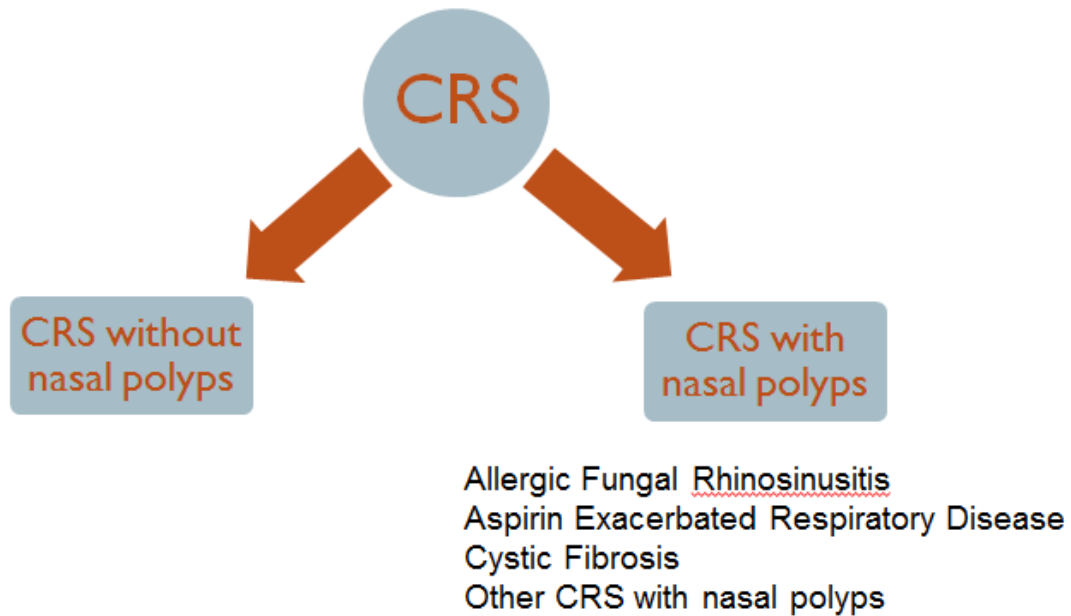 CRS
CRS without
nasal polyps
CRS with
nasal polyps
Allergic Fungal Rhinosinusitis
Aspirin Exacerbated Respiratory Disease
Cystic Fibrosis
Other CRS with nasal polyps